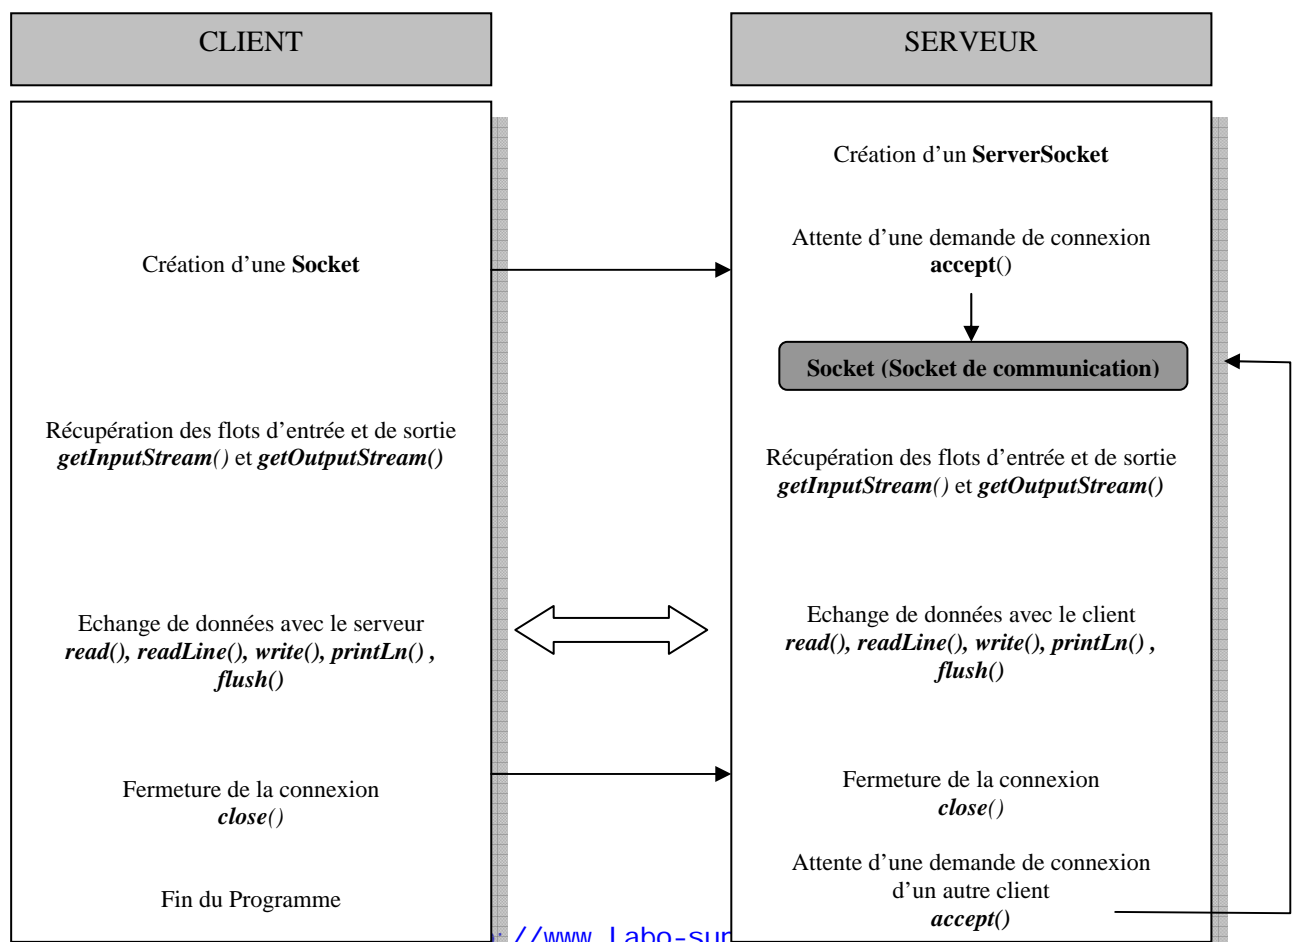 CLIENT
SERVEUR
Création d’un ServerSocket
Attente d’une demande de connexion
accept()
Création d’une Socket
Socket (Socket de communication)
Récupération des flots d’entrée et de sortie
getInputStream() et getOutputStream()
Récupération des flots d’entrée et de sortie
getInputStream() et getOutputStream()
Echange de données avec le serveur
read(), readLine(), write(), printLn() ,
flush()
Echange de données avec le client
read(), readLine(), write(), printLn() ,
flush()
Fermeture de la connexion
close()
Fermeture de la connexion
close()
Fin du Programme
Attente d’une demande de connexion
d’un autre client
accept()
://www.Labo-sun